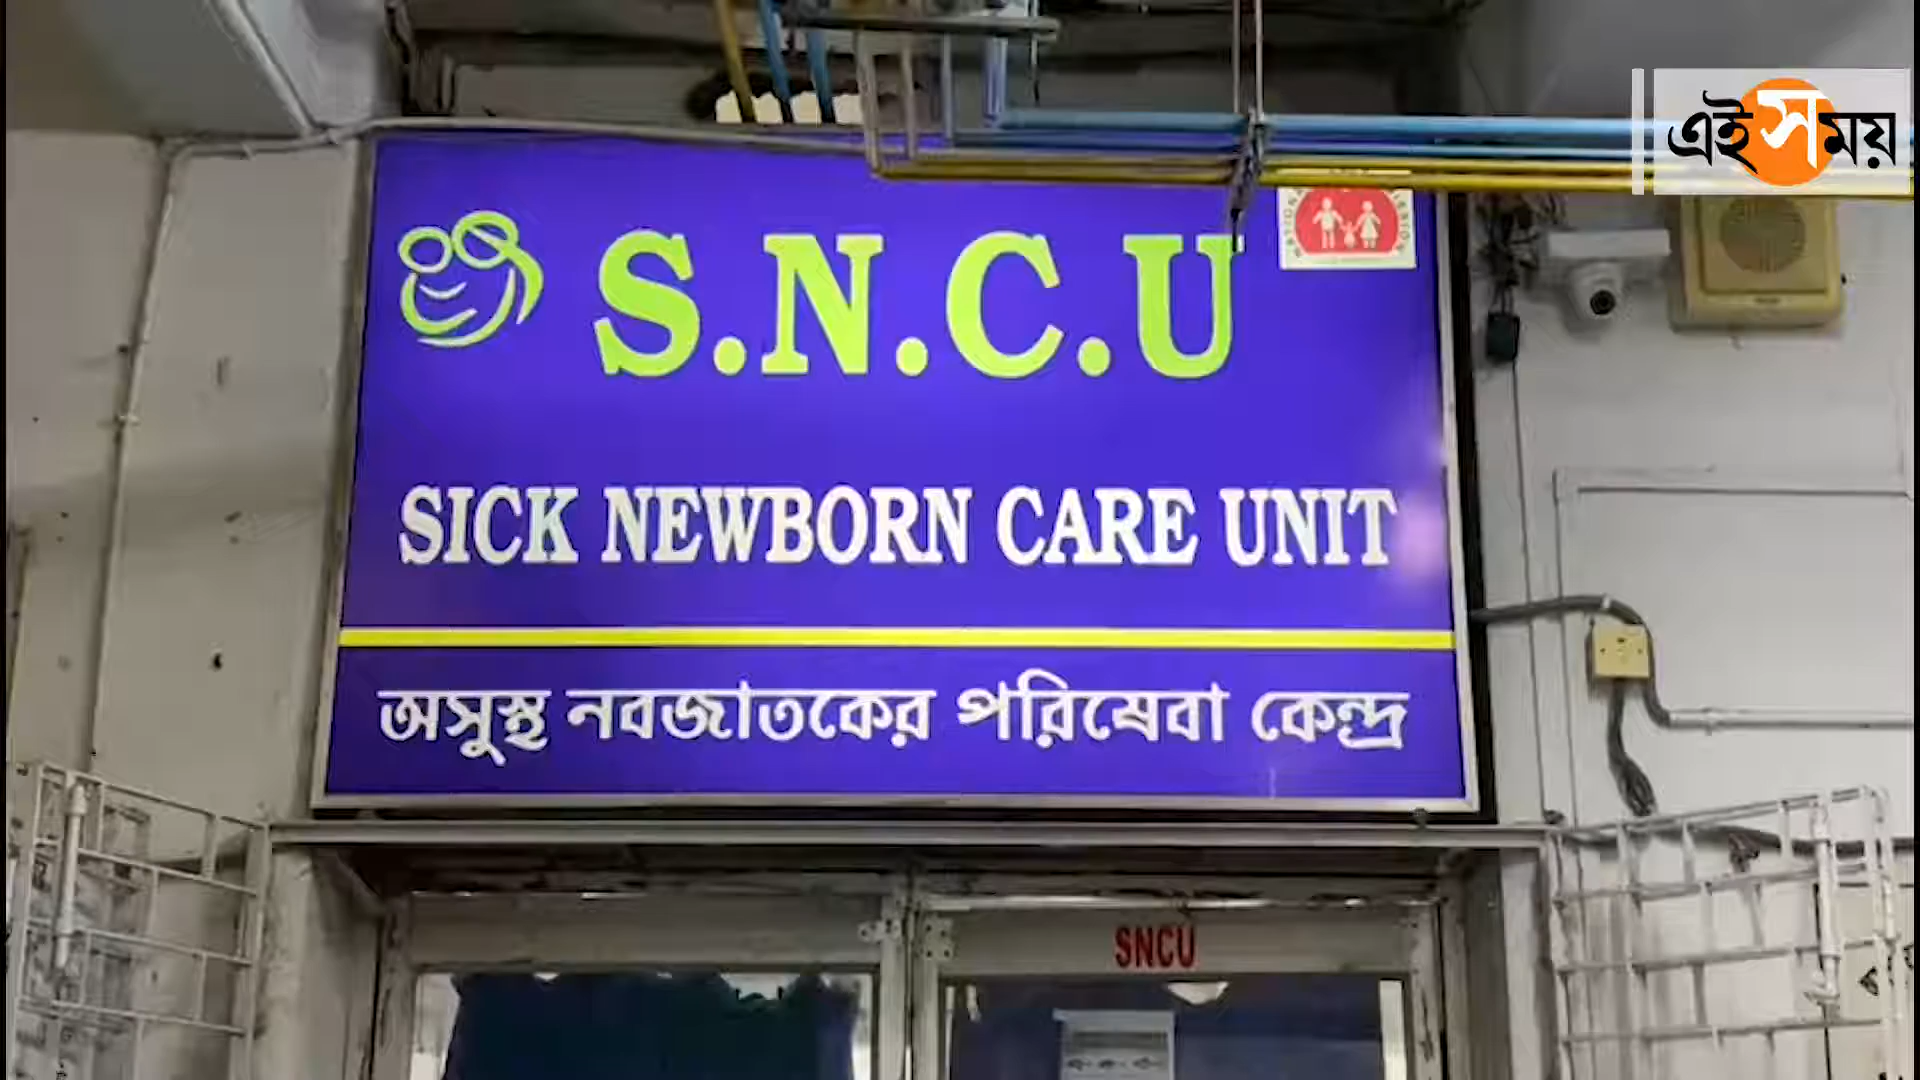 এই সময়
S.N.C.U
SICK NEWBORN CARE UNIT
অসুস্থ নবজাতকের পরিষেবা কেন্দ্র
SNCU